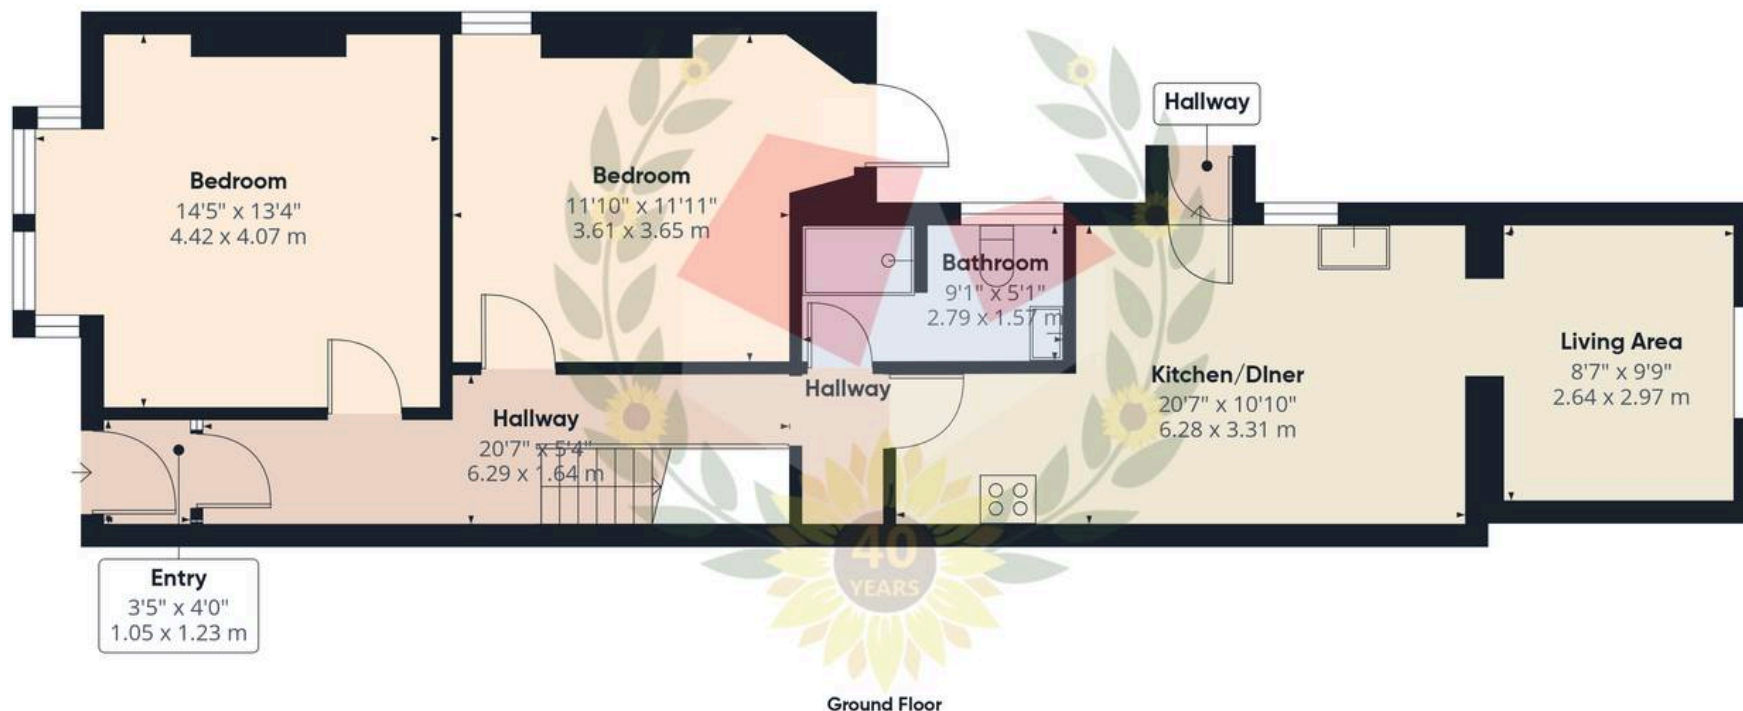 Bedroom
14'5" x 13'4"
4.42 x 4.07 m
Bedroom
11'10" x 11'11"
3.61 x 3.65 m
Hallway
Bathroom
9'1" x 5'1"
2.79 x 1.57 m
Kitchen/DIner
20'7" x 10'10"
6.28 x 3.31 m
Living Area
8'7" x 9'9"
2.64 x 2.97 m
Hallway
Hallway
20'7" x 5'4"
6.29 x 1.64 m
Entry
3'5" x 4'0"
1.05 x 1.23 m
40
YEARS
Ground Floor